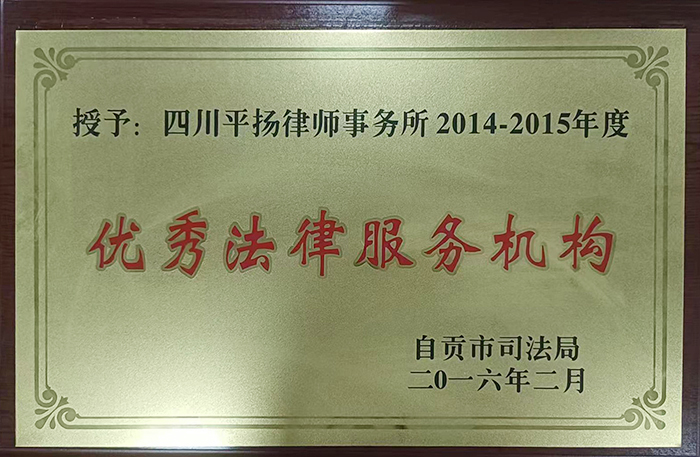 授予：四川平扬律师事务所 2014-2015年度
优秀法律服务机构
自贡市司法局
二0一六年二月